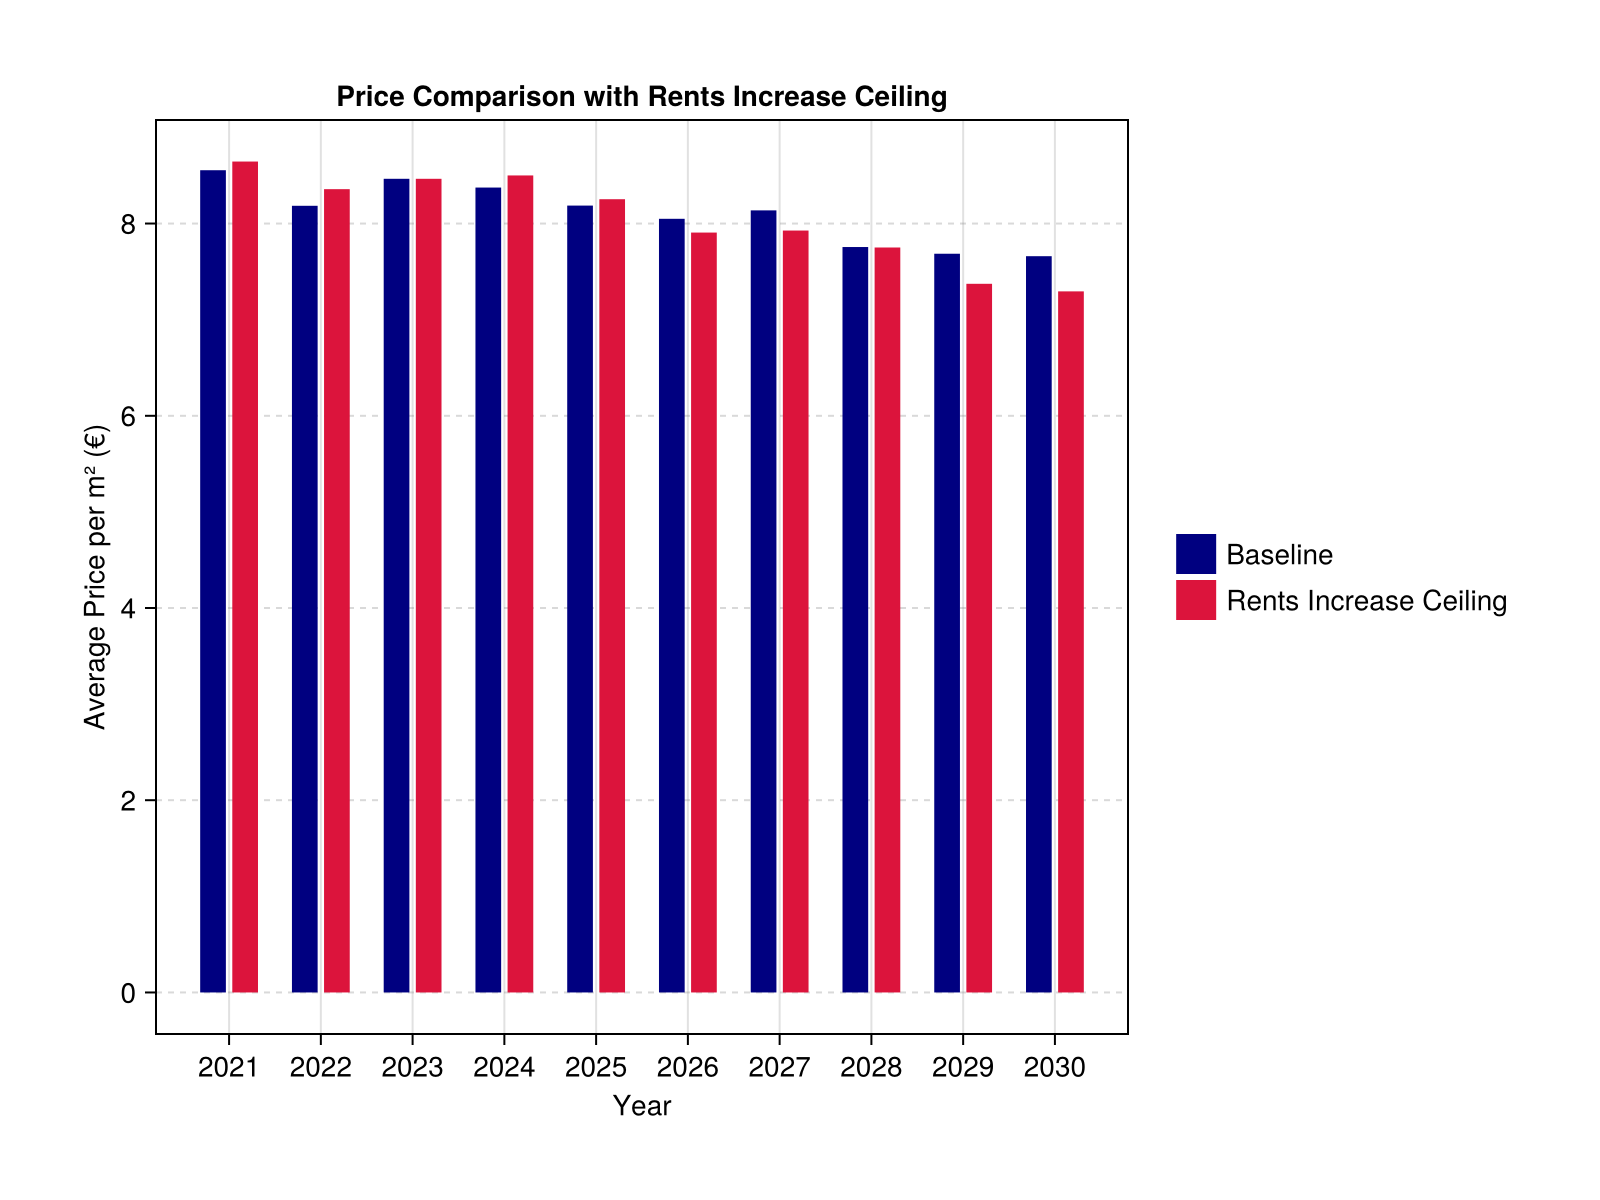 Price Comparison with Rents Increase Ceiling
Average Price per m² (€)
8
6
4
2
0
2021 2022 2023 2024 2025 2026 2027 2028 2029 2030
Year
Baseline
Rents Increase Ceiling